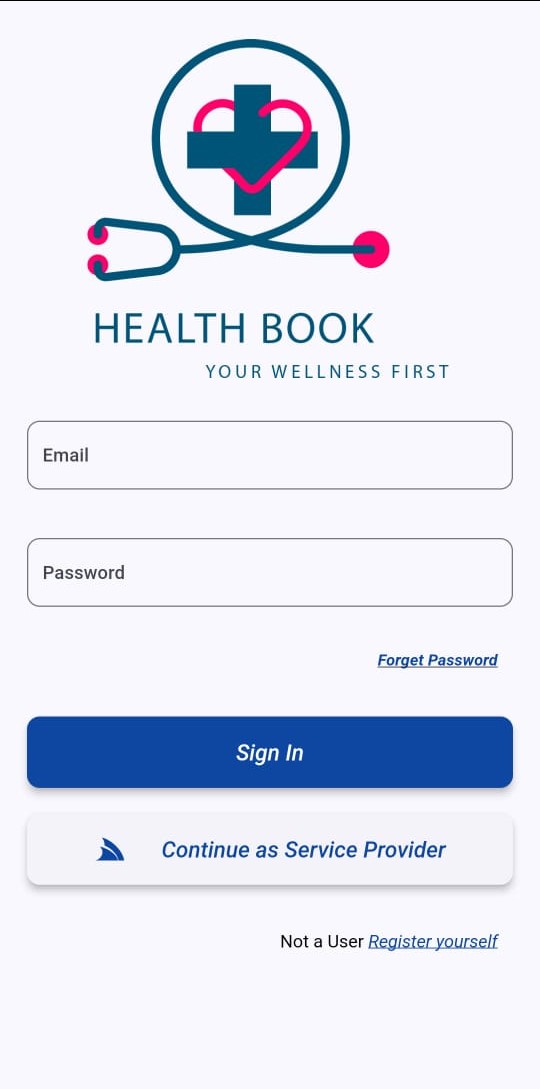 HEALTH BOOK
YOUR WELLNESS FIRST
Email
Password
Forget Password
Sign In
Continue as Service Provider
Not a User Register yourself